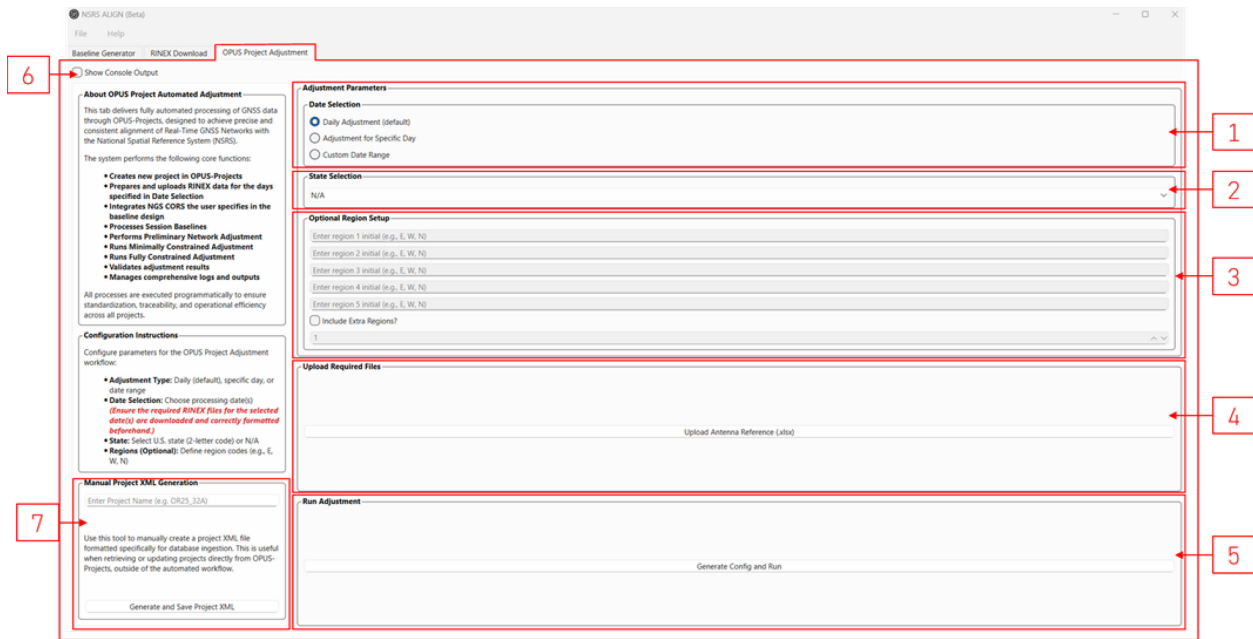 NSRS ALIGN (Beta)
File Help
Baseline Generator RINEX Download OPUS Project Adjustment
6
Show Console Output
About OPUS Project Automated Adjustment
This tab delivers fully automated processing of GNSS data
through OPUS-Projects, designed to achieve precise and
consistent alignment of Real-Time GNSS Networks with
the National Spatial Reference System (NSRS).
The system performs the following core functions:
• Creates new project in OPUS-Projects
• Prepares and uploads RINEX data for the days
specified in Date Selection
• Integrates NGS CORS the user specifies in the
baseline design
• Processes Session Baselines
• Performs Preliminary Network Adjustment
• Runs Minimally Constrained Adjustment
• Runs Fully Constrained Adjustment
• Validates adjustment results
• Manages comprehensive logs and outputs
All processes are executed programmatically to ensure
standardization, traceability, and operational efficiency
across all projects.
Configuration Instructions
Configure parameters for the OPUS Project Adjustment
workflow:
• Adjustment Type: Daily (default), specific day, or
date range
• Date Selection: Choose processing date(s)
(Ensure the required RINEX files for the selected
date(s) are downloaded and correctly formatted
beforehand.)
• State: Select U.S. state (2-letter code) or N/A
• Regions (Optional): Define region codes (e.g., E,
W, N)
7
Manual Project XML Generation
Enter Project Name (e.g. OR25_32A)
Use this tool to manually create a project XML file
formatted specifically for database ingestion. This is useful
when retrieving or updating projects directly from OPUS-
Projects, outside of the automated workflow.
Generate and Save Project XML
Adjustment Parameters
Date Selection
Daily Adjustment (default)
Adjustment for Specific Day
Custom Date Range
1
State Selection
N/A
2
Optional Region Setup
Enter region 1 initial (e.g., E, W, N)
Enter region 2 initial (e.g., E, W, N)
Enter region 3 initial (e.g., E, W, N)
Enter region 4 initial (e.g., E, W, N)
Enter region 5 initial (e.g., E, W, N)
Include Extra Regions?
1
3
Upload Required Files
Upload Antenna Reference (.xlsx)
4
Run Adjustment
Generate Config and Run
5